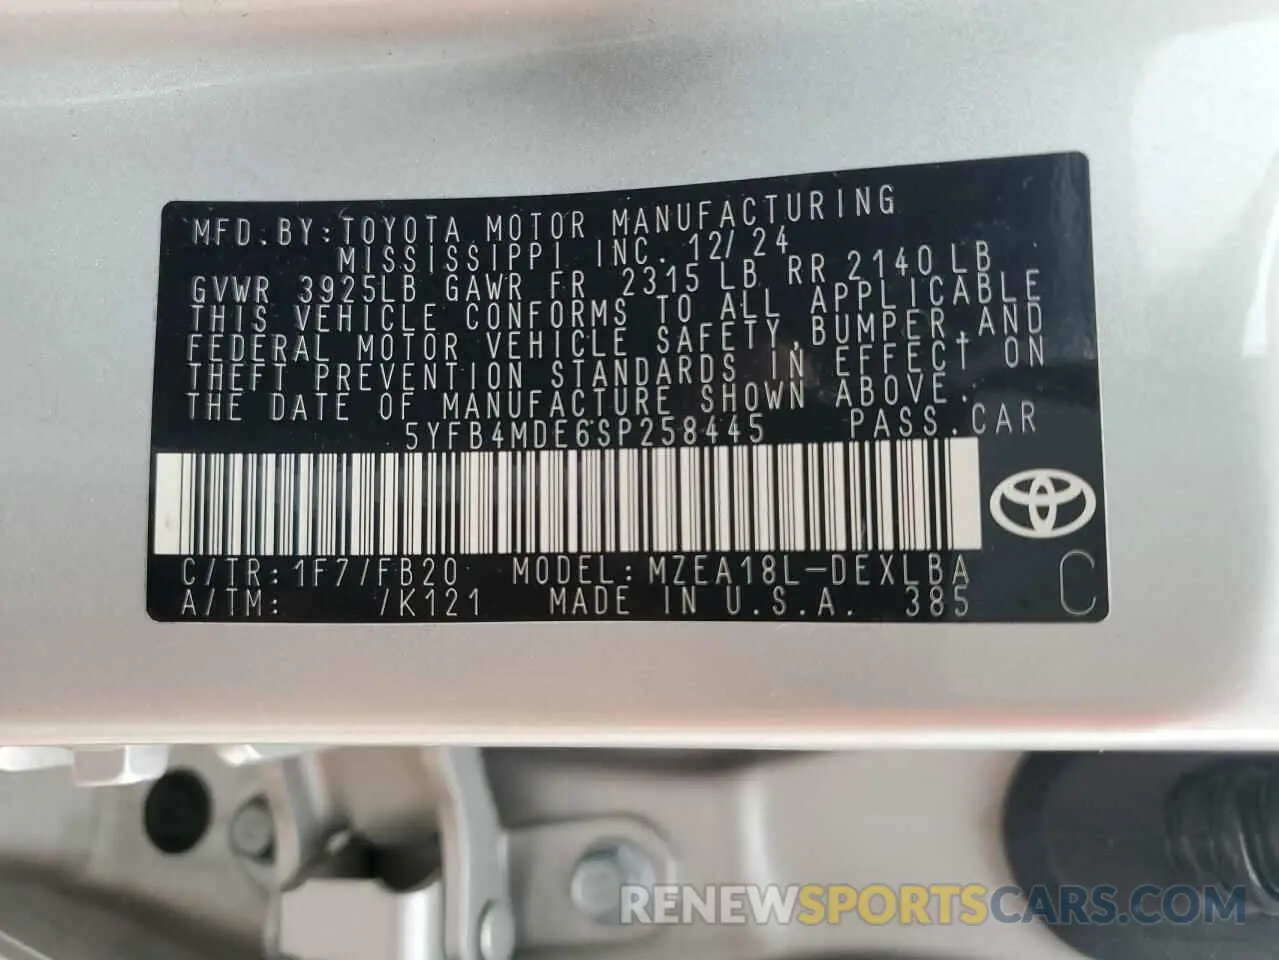 MFD.BY:TOYOTA MOTOR MANUFACTURING
MISSISSIPPI INC. 12/24
GVWR 3925LB GAWR FR 2315 LB RR 2140LB
THIS VEHICLE CONFORMS TO ALL APPLICABLE
FEDERAL MOTOR VEHICLE SAFETY,BUMPER,AND
THEFT PREVENTION STANDARDS IN EFFECT ON
THE DATE OF MANUFACTURE SHOWN ABOVE.
5YFB4MDE6SP258445 PASS.CAR
C/TR:1F7/FB20 MODEL:MZEA18L-DEXLBA
A/TM: /K121 MADE IN U.S.A. 385 C
RENEWSPORTSCARS.COM